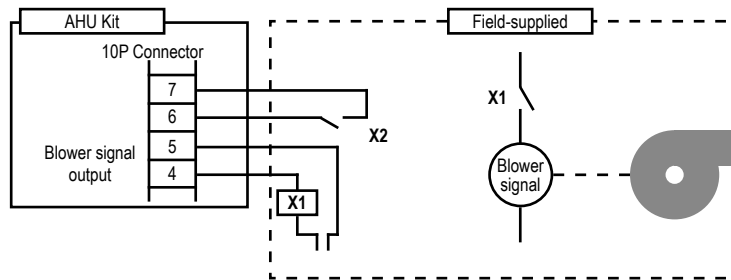 AHU Kit
Field-supplied
10P Connector
7
6
5
4
Blower signal
output
X1
X2
X1
Blower
signal